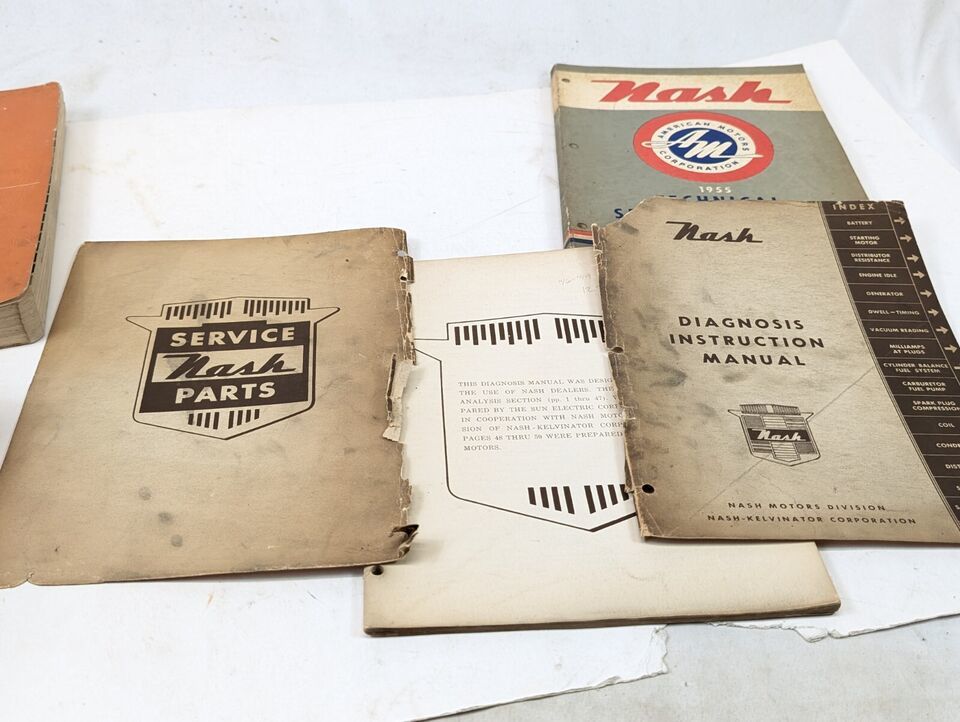 Nash
AMERICAN MOTORS
AM
CORPORATION
1955
TECHNICAL
SERVICE
Nash
PARTS
THIS DIAGNOSIS MANUAL WAS
THE USE OF NASH DEALERS. THE
ANALYSIS SECTION (pp. 1 thru 47)
PARED BY THE SUN ELECTRIC
IN COOPERATION WITH NASH
SION OF NASH-KELVINATOR
PAGES 48 THRU 59 WERE PREPARED
MOTORS.
Nash
DIAGNOSIS
INSTRUCTION
MANUAL
Nash
NASH MOTORS DIVISION
NASH-KELVINATOR CORPORATION
INDEX
BATTERY
STARTING
MOTOR
DISTRIBUTOR
RESISTANCE
ENGINE IDLE
GENERATOR
DWELL-TIMING
VACUUM READING
MILLIAMPS
AT PLUGS
CYLINDER BALANCE
FUEL SYSTEM
CARBURETOR
FUEL PUMP
SPARK PLUG
COMPRESSION
COIL